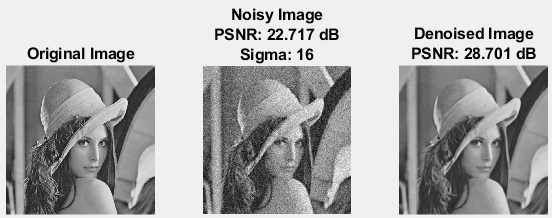 Original Image
Noisy Image
PSNR: 22.717 dB
Sigma: 16
Denoised Image
PSNR: 28.701 dB